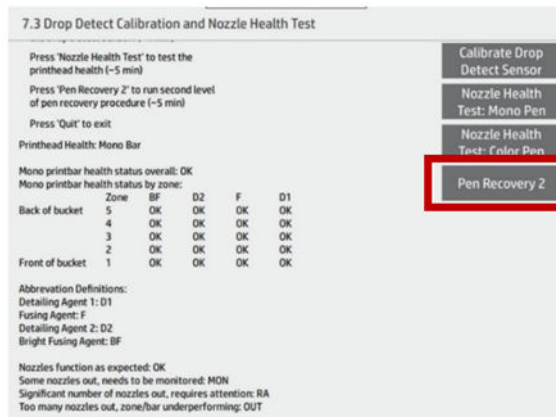 7.3 Drop Detect Calibration and Nozzle Health Test
Press 'Nozzle Health Test' to test the
printhead health (~5 min)
Press 'Pen Recovery 2' to run second level
of pen recovery procedure (~5 min)
Press 'Quit' to exit
Printhead Health: Mono Bar
Mono printbar health status overall: OK
Mono printbar health status by zone:
Zone BF D2 F D1
Back of bucket 5 OK OK OK OK
4 OK OK OK OK
3 OK OK OK OK
2 OK OK OK OK
Front of bucket 1 OK OK OK OK
Abbrevation Definitions:
Detailing Agent 1: D1
Fusing Agent: F
Detailing Agent 2: D2
Bright Fusing Agent: BF
Nozzles function as expected: OK
Some nozzles out, needs to be monitored: MON
Significant number of nozzles out, requires attention: RA
Too many nozzles out, zone/bar underperforming: OUT
Calibrate Drop
Detect Sensor
Nozzle Health
Test: Mono Pen
Nozzle Health
Test: Color Pen
Pen Recovery 2